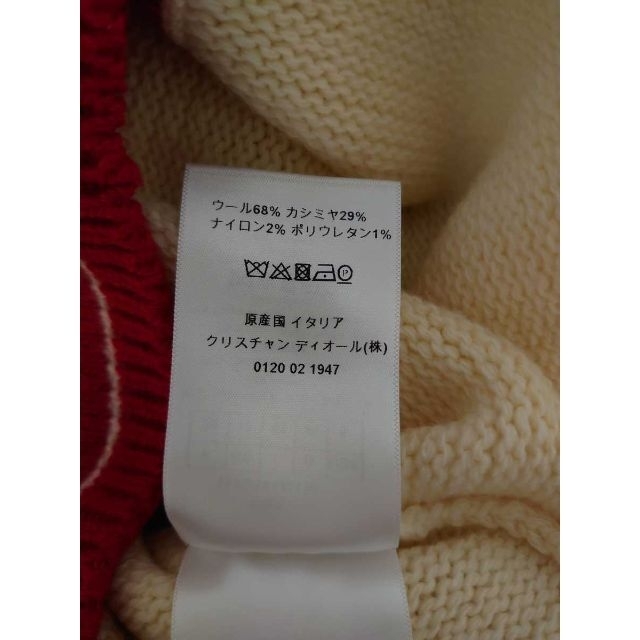 ウール68% カシミヤ29%
ナイロン2% ポリウレタン1%
原産国 イタリア
クリスチャン ディオール(株)
0120 02 1947